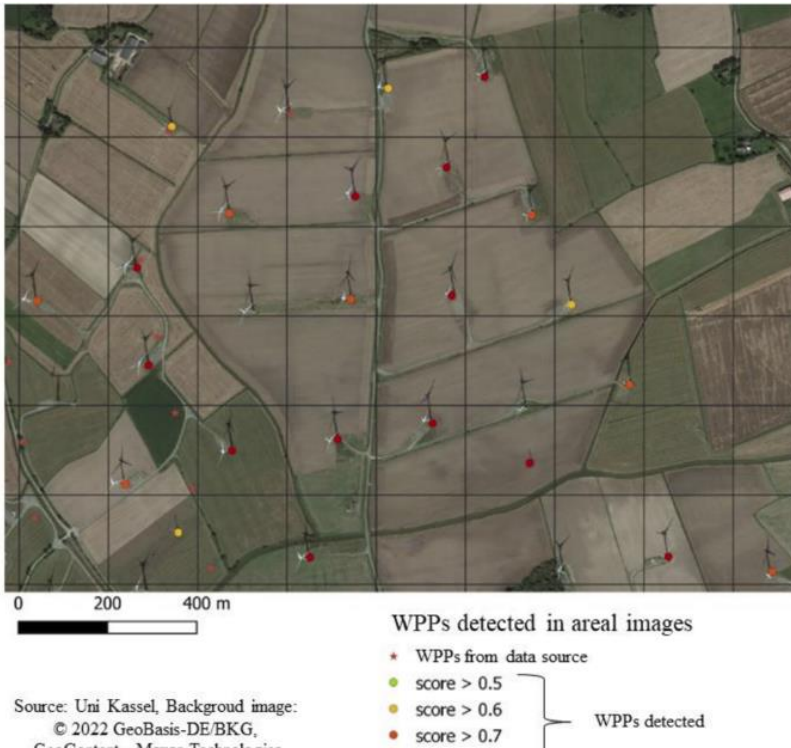 0 200 400 m
WPPs detected in areal images
WPPs from data source
score > 0.5
score > 0.6
score > 0.7
WPPs detected
Source: Uni Kassel, Backgroud image:
© 2022 GeoBasis-DE/BKG,